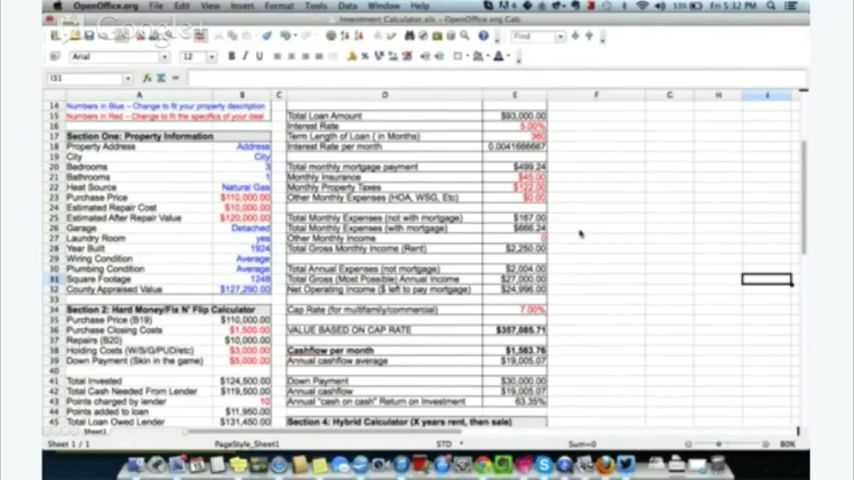 OpenOffice.org File Edit View Insert Format Tools Data Window Help
53% Fri 5:32 PM
Google+
Investment Calculator.xls - OpenOffice.org Calc
Find
Arial 12 B I U
I31
A B C D E F G H I
14 Numbers in Blue – Change to fit your property description
15 Numbers in Red – Change to fit the specifics of your deal Total Loan Amount $93,000.00
16 Interest Rate 5.00%
17 Section One: Property Information Term Length of Loan ( in Months) 360
18 Property Address Address Interest Rate per month 0.0041666667
19 City City
20 Bedrooms 3 Total monthly mortgage payment $499.24
21 Bathrooms 1 Monthly Insurance $45.00
22 Heat Source Natural Gas Monthly Property Taxes $122.00
23 Purchase Price $110,000.00 Other Monthly Expenses (HOA, WSG, Etc) $0.00
24 Estimated Repair Cost $10,000.00
25 Estimated After Repair Value $120,000.00 Total Monthly Expenses (not with mortgage) $167.00
26 Garage Detached Total Monthly Expenses (with mortgage) $666.24
27 Laundry Room yes Other Monthly Income 0
28 Year Built 1924 Total Gross Monthly Income (Rent) $2,250.00
29 Wiring Condition Average
30 Plumbing Condition Average Total Annual Expenses (not mortgage) $2,004.00
31 Square Footage 1248 Total Gross (Most Possible) Annual Income $27,000.00
32 County Appraised Value $127,290.00 Net Operating Income ($ left to pay mortgage) $24,996.00
33
34 Section 2: Hard Money/Fix N' Flip Calculator Cap Rate (for multifamily/commercial) 7.00%
35 Purchase Price (B19) $110,000.00
36 Purchase Closing Costs $1,500.00 VALUE BASED ON CAP RATE $357,085.71
37 Repairs (B20) $10,000.00
38 Holding Costs (W/S/G/PUD/etc) $3,000.00 Cashflow per month $1,583.76
39 Down Payment (Skin in the game) $5,000.00 Annual cashflow average $19,005.07
40
41 Total Invested $124,500.00 Down Payment $30,000.00
42 Total Cash Needed From Lender $119,500.00 Annual cashflow $19,005.07
43 Points charged by lender 10 Annual "cash on cash" Return on Investment 63.35%
44 Points added to loan $11,950.00
45 Total Loan Owed Lender $131,450.00 Section 4: Hybrid Calculator (X years rent, then sale)
Sheet1
Sheet 1 / 1 PageStyle_Sheet1 STD * Sum=0 80%